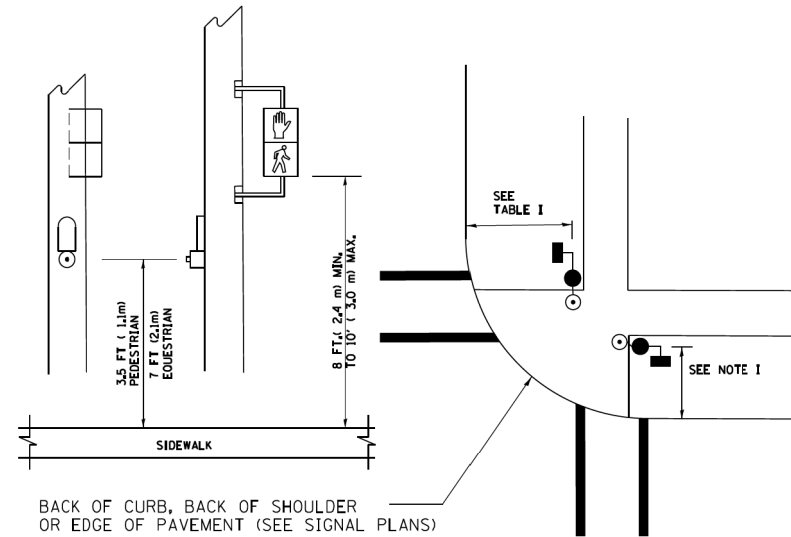 SEE
TABLE I
3.5 FT ( 1.1m)
PEDESTRIAN
7 FT (2.1m)
EQUESTRIAN
8 FT.( 2.4 m) MIN.
TO 10' ( 3.0 m) MAX.
SEE NOTE I
SIDEWALK
BACK OF CURB, BACK OF SHOULDER
OR EDGE OF PAVEMENT (SEE SIGNAL PLANS)